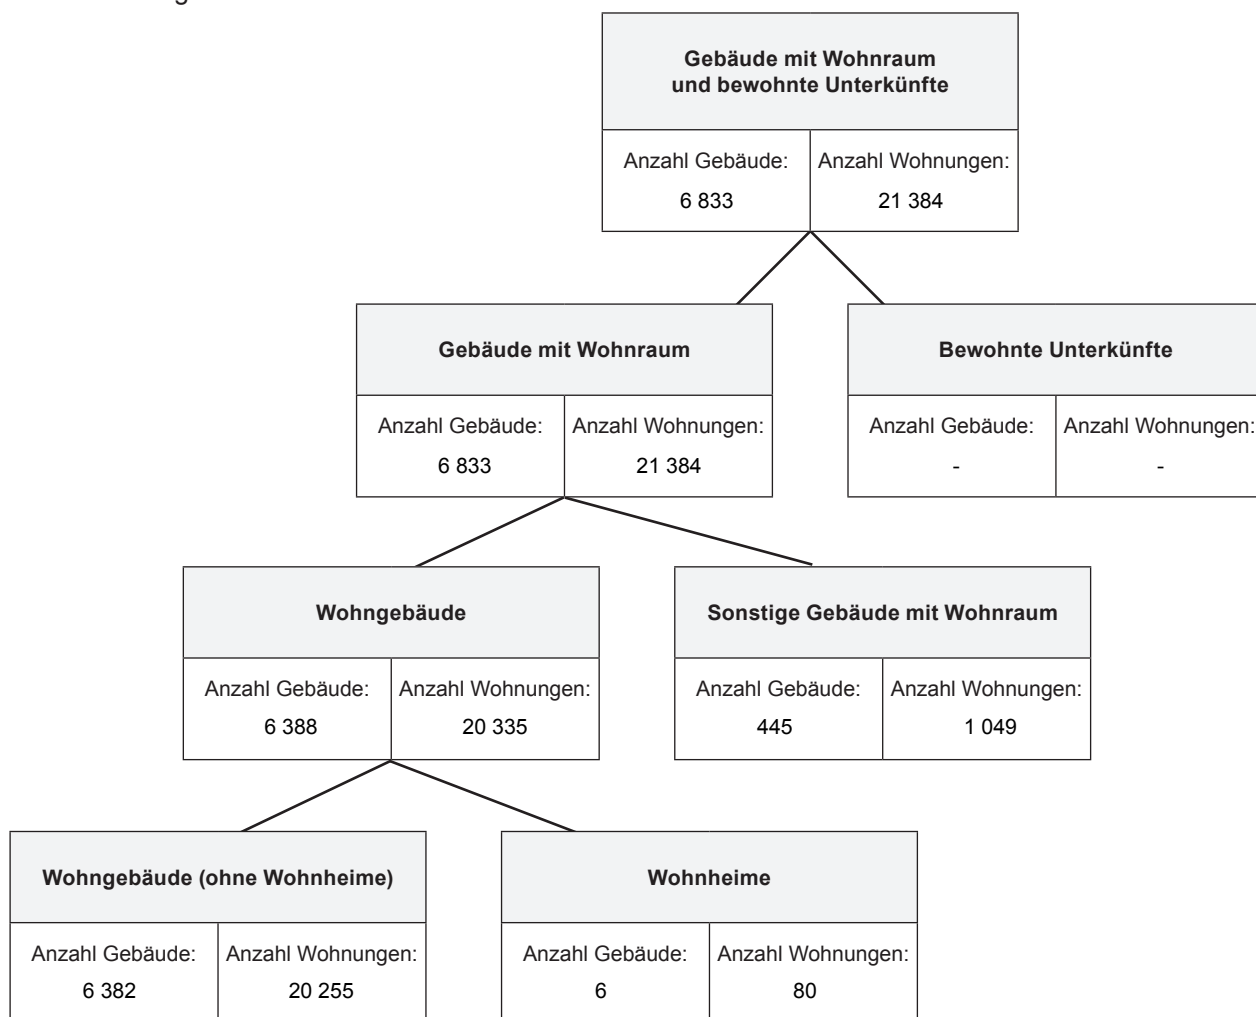 Gebäude mit Wohnraum
und bewohnte Unterkünfte
Anzahl Gebäude: Anzahl Wohnungen:
6 833 21 384
Gebäude mit Wohnraum Bewohnte Unterkünfte
Anzahl Gebäude: Anzahl Wohnungen: Anzahl Gebäude: Anzahl Wohnungen:
6 833 21 384 - -
Wohngebäude Sonstige Gebäude mit Wohnraum
Anzahl Gebäude: Anzahl Wohnungen: Anzahl Gebäude: Anzahl Wohnungen:
6 388 20 335 445 1 049
Wohngebäude (ohne Wohnheime) Wohnheime
Anzahl Gebäude: Anzahl Wohnungen: Anzahl Gebäude: Anzahl Wohnungen:
6 382 20 255 6 80